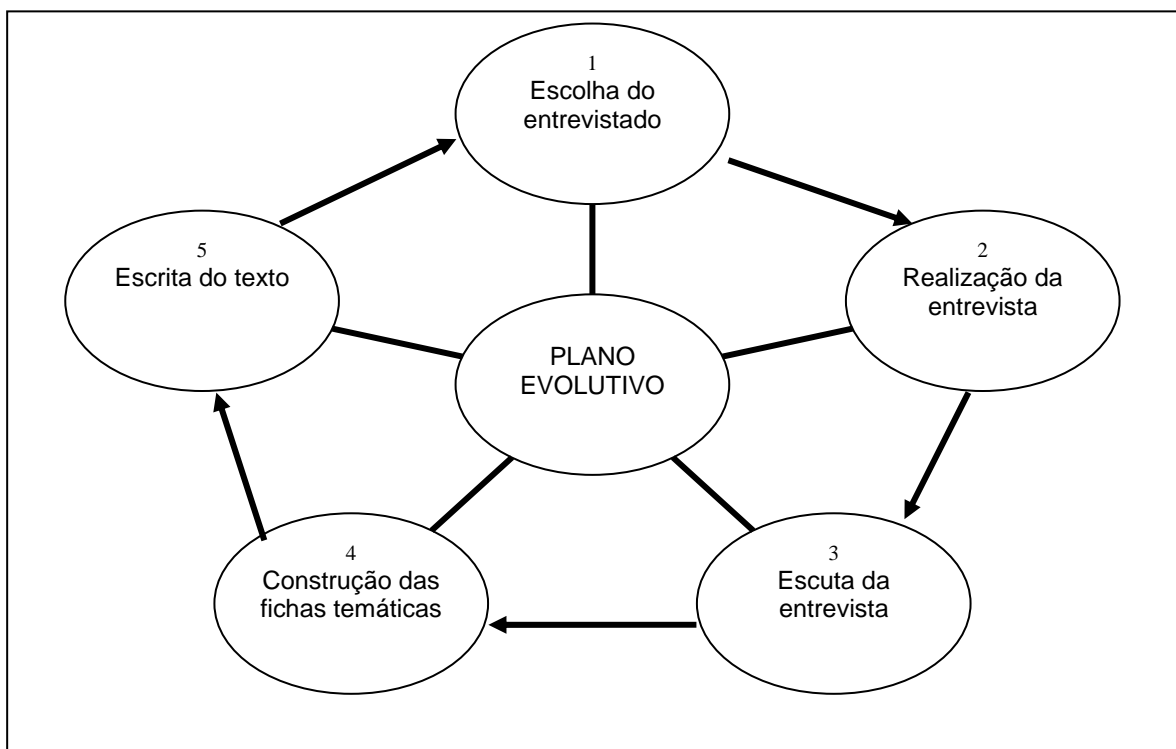 1
Escolha do
entrevistado
2
Realização da
entrevista
3
Escuta da
entrevista
4
Construção das
fichas temáticas
5
Escrita do texto
PLANO
EVOLUTIVO